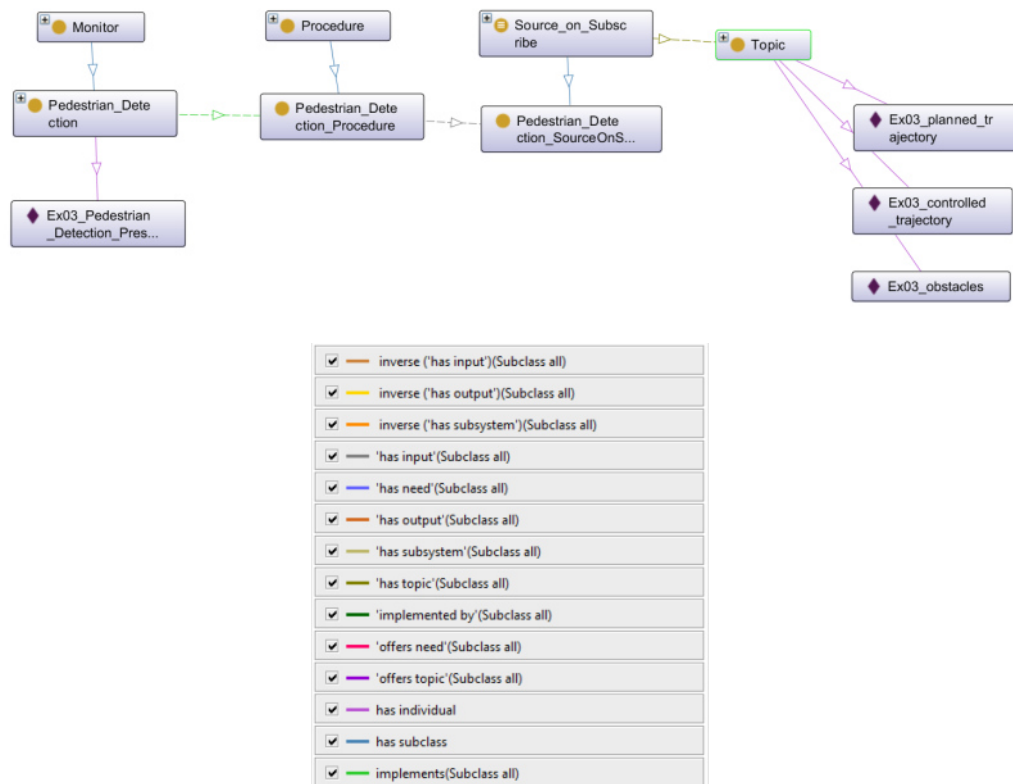 Monitor
Procedure
Source_on_Subsc
ribe
Topic
Pedestrian_Dete
ction
Pedestrian_Dete
ction_Procedure
Pedestrian_Dete
ction_SourceOnS...
Ex03_planned_tr
ajectory
Ex03_Pedestrian
_Detection_Pres...
Ex03_controlled
_trajectory
Ex03_obstacles
inverse ('has input')(Subclass all)
inverse ('has output')(Subclass all)
inverse ('has subsystem')(Subclass all)
'has input'(Subclass all)
'has need'(Subclass all)
'has output'(Subclass all)
'has subsystem'(Subclass all)
'has topic'(Subclass all)
'implemented by'(Subclass all)
'offers need'(Subclass all)
'offers topic'(Subclass all)
has individual
has subclass
implements(Subclass all)